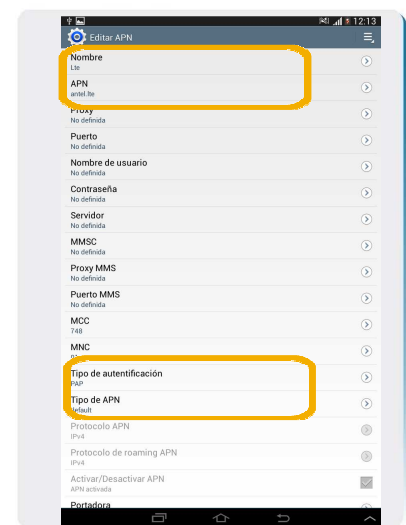 12:13
Editar APN
Nombre
Lte
APN
antel.lte
Proxy
No definida
Puerto
No definida
Nombre de usuario
No definida
Contraseña
No definida
Servidor
No definida
MMSC
No definida
Proxy MMS
No definida
Puerto MMS
No definida
MCC
748
MNC
Tipo de autentificación
PAP
Tipo de APN
default
Protocolo APN
IPv4
Protocolo de roaming APN
IPv4
Activar/Desactivar APN
APN activada
Portadora